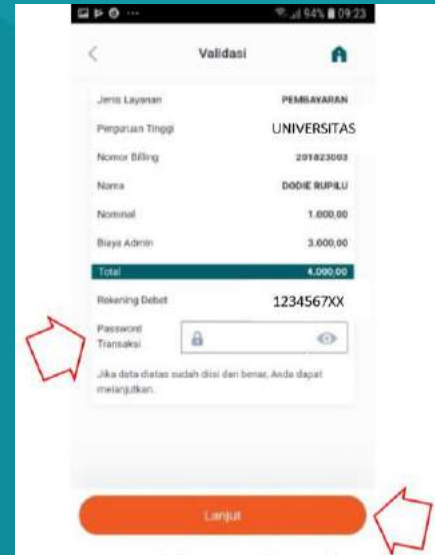 94% 09:23
Validasi
Jenis Layanan PEMBAYARAN
Perguruan Tinggi UNIVERSITAS
Nomor Billing 201823003
Nama DODIE RUPILU
Nominal 1.000,00
Biaya Admin 3.000,00
Total 4.000,00
Rekening Debet 1234567XX
Password
Transaksi
Jika data diatas sudah diisi dan benar, Anda dapat
melanjutkan.
Lanjut